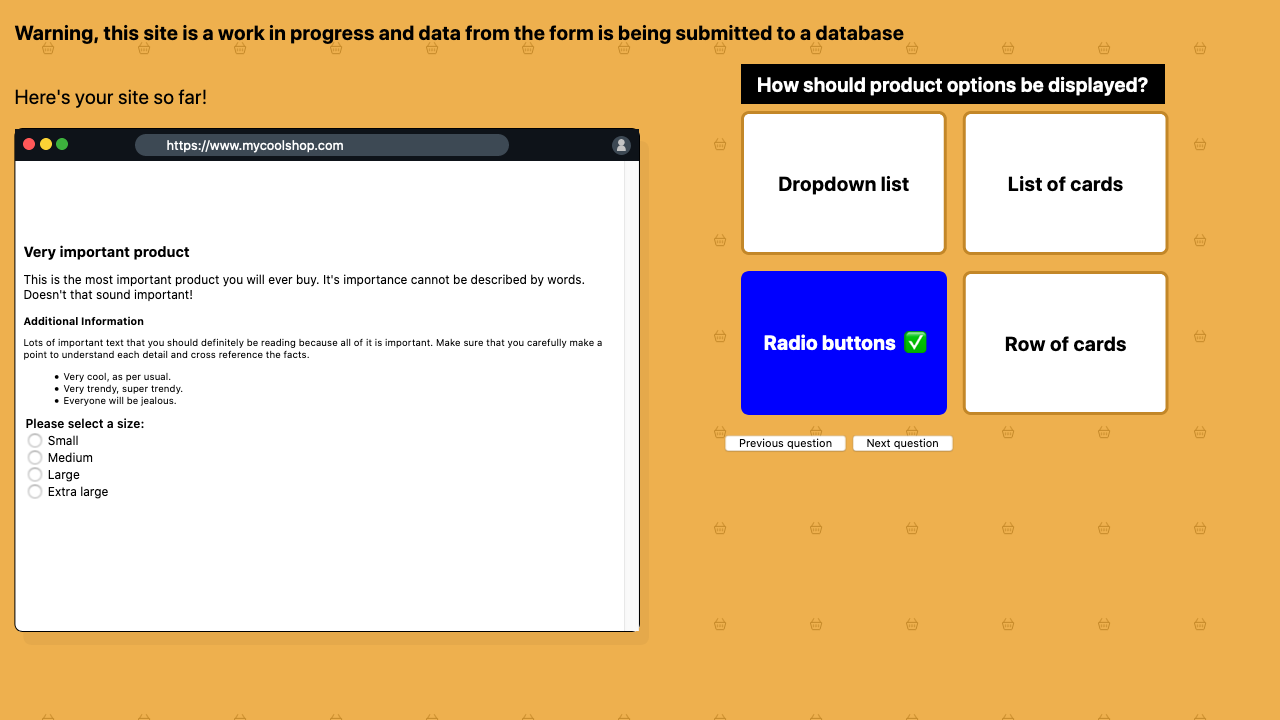 Warning, this site is a work in progress and data from the form is being submitted to a database
Here's your site so far!
https://www.mycoolshop.com
Very important product
This is the most important product you will ever buy. It's importance cannot be described by words.
Doesn't that sound important!
Additional Information
Lots of important text that you should definitely be reading because all of it is important. Make sure that you carefully make a
point to understand each detail and cross reference the facts.
• Very cool, as per usual.
• Very trendy, super trendy.
• Everyone will be jealous.
Please select a size:
Small
Medium
Large
Extra large
How should product options be displayed?
Dropdown list
List of cards
Radio buttons ✅
Row of cards
Previous question
Next question